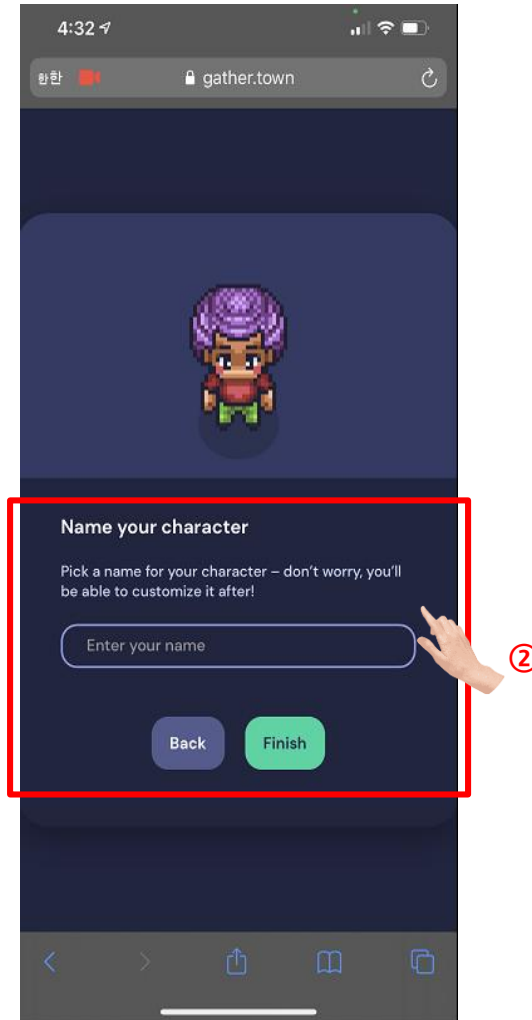 4:32
한한 gather.town
Name your character
Pick a name for your character – don't worry, you'll
be able to customize it after!
Enter your name
②
Back Finish